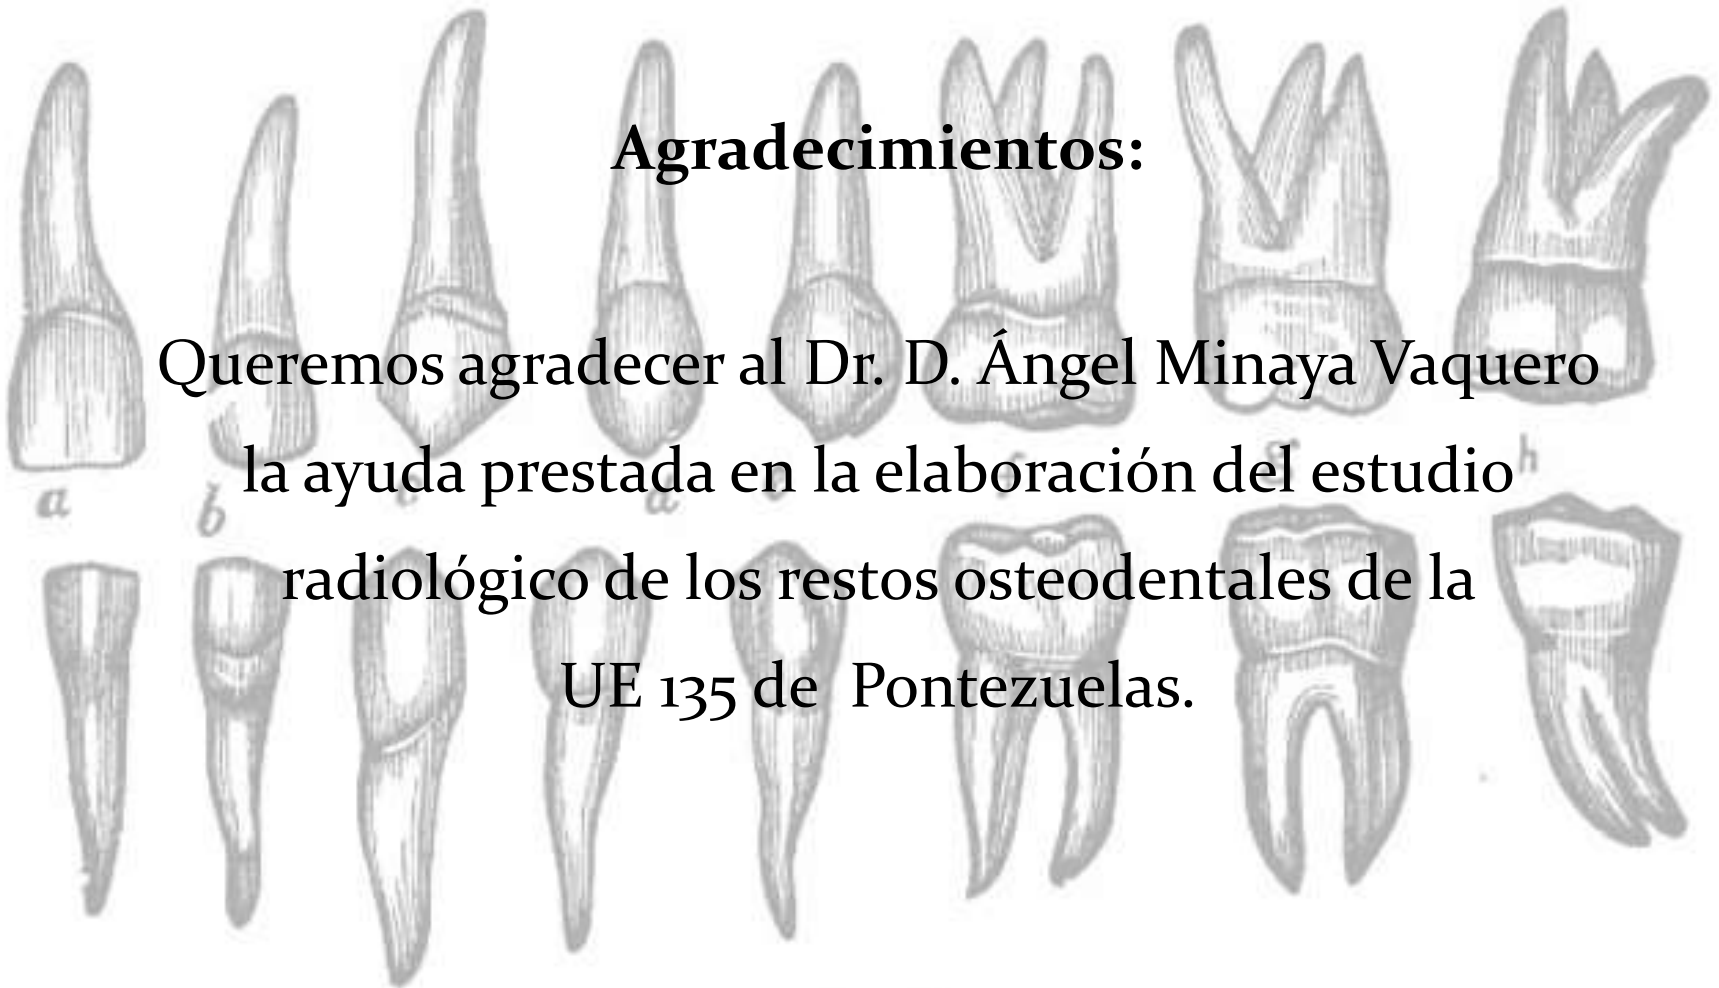 Agradecimientos:
Queremos agradecer al Dr. D. Ángel Minaya Vaquero
la ayuda prestada en la elaboración del estudio
radiológico de los restos osteodentales de la
UE 135 de Pontezuelas.
a
b
c
d
e
f
g
h